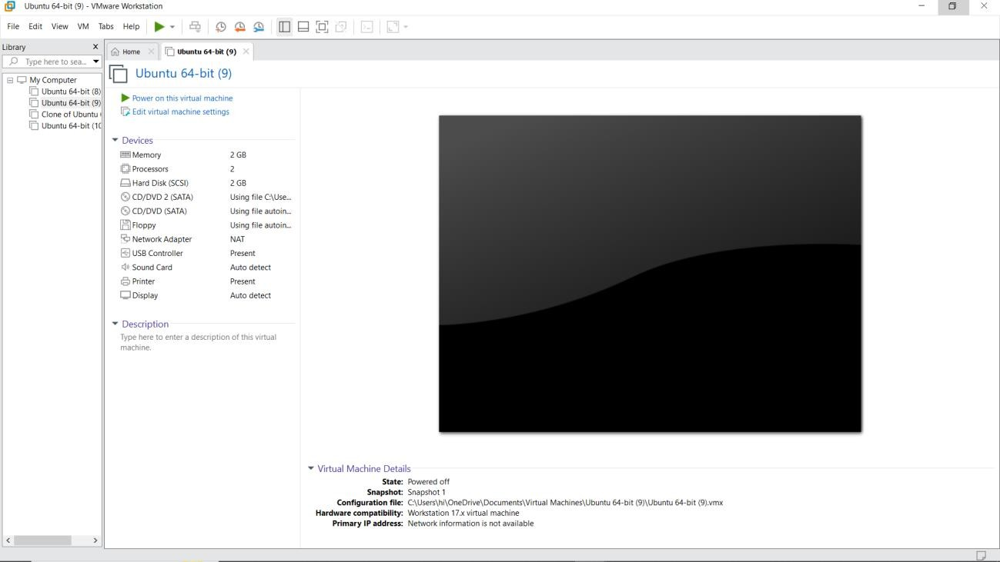 Ubuntu 64-bit (9) - VMware Workstation
File Edit View VM Tabs Help
Library
Type here to sea...
Home
Ubuntu 64-bit (9)
My Computer
Ubuntu 64-bit (8)
Ubuntu 64-bit (9)
Clone of Ubuntu
Ubuntu 64-bit (10
Ubuntu 64-bit (9)
Power on this virtual machine
Edit virtual machine settings
Devices
Memory 2 GB
Processors 2
Hard Disk (SCSI) 2 GB
CD/DVD 2 (SATA) Using file C:\Use...
CD/DVD (SATA) Using file autoin...
Floppy Using file autoin...
Network Adapter NAT
USB Controller Present
Sound Card Auto detect
Printer Present
Display Auto detect
Description
Type here to enter a description of this virtual
machine.
Virtual Machine Details
State: Powered off
Snapshot: Snapshot 1
Configuration file: C:\Users\hi\OneDrive\Documents\Virtual Machines\Ubuntu 64-bit (9)\Ubuntu 64-bit (9).vmx
Hardware compatibility: Workstation 17.x virtual machine
Primary IP address: Network information is not available